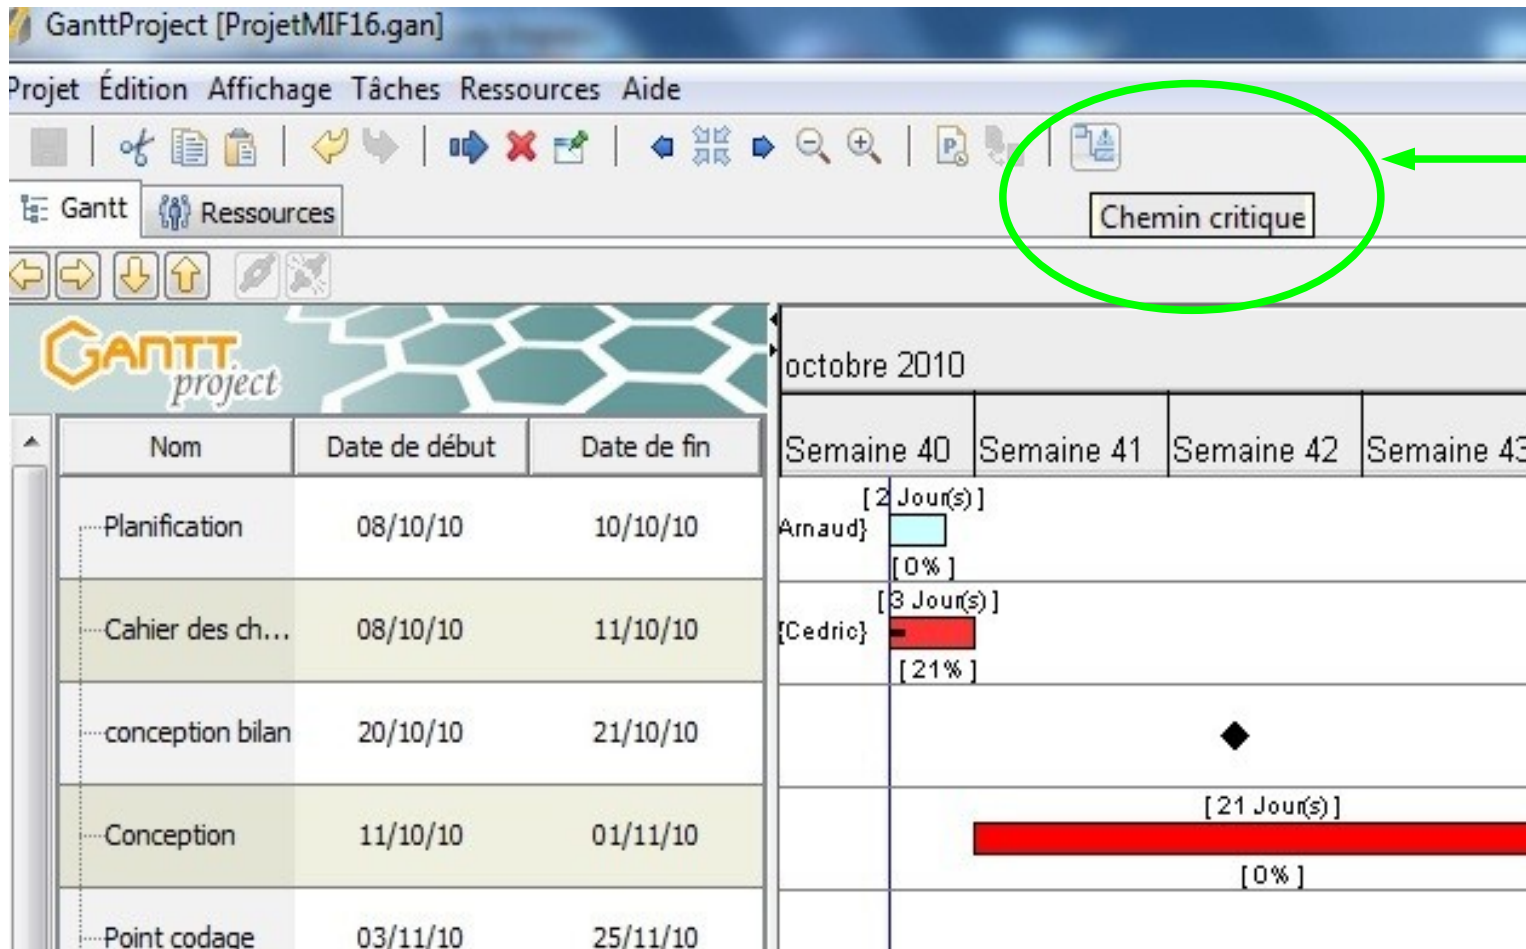 GanttProject [ProjetMIF16.gan]
Projet Édition Affichage Tâches Ressources Aide
P
Gantt Ressources
Chemin critique
GANTT
project
octobre 2010
Nom Date de début Date de fin Semaine 40 Semaine 41 Semaine 42 Semaine 43
[ 2 Jour(s) ]
Planification 08/10/10 10/10/10 Arnaud}
[ 0% ]
[ 3 Jour(s) ]
Cahier des ch... 08/10/10 11/10/10 {Cedric}
[ 21% ]
conception bilan 20/10/10 21/10/10
[ 21 Jour(s) ]
Conception 11/10/10 01/11/10
[ 0% ]
Point codage 03/11/10 25/11/10